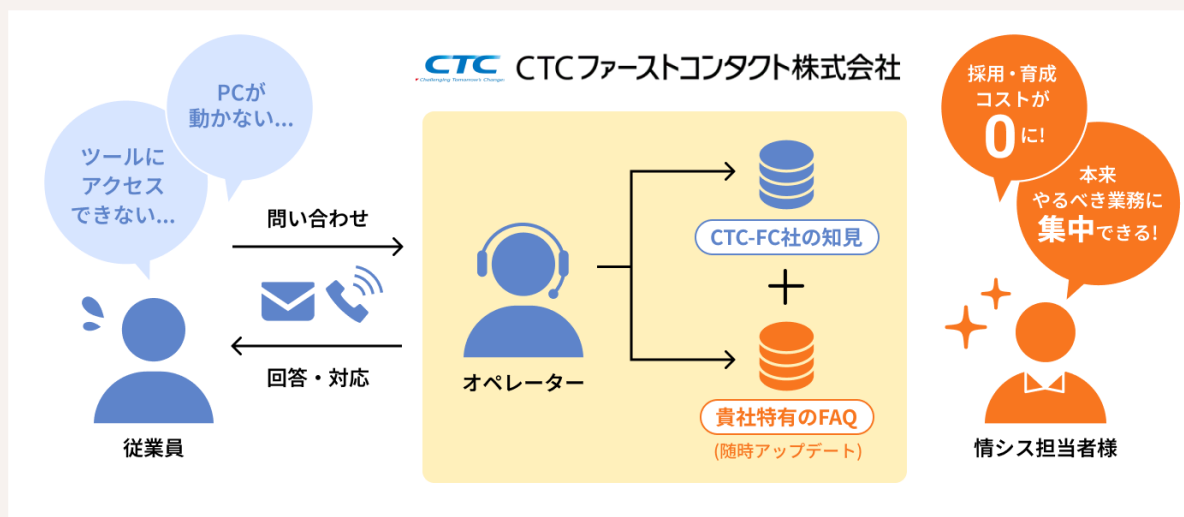 CTC
Challenging Tomorrow's Changes
CTCファーストコンタクト株式会社
PCが
動かない...
ツールに
アクセス
できない...
問い合わせ
回答・対応
従業員
オペレーター
CTC-FC社の知見
+
貴社特有のFAQ
(随時アップデート)
採用・育成
コストが
0に!
本来
やるべき業務に
集中できる!
情シス担当者様